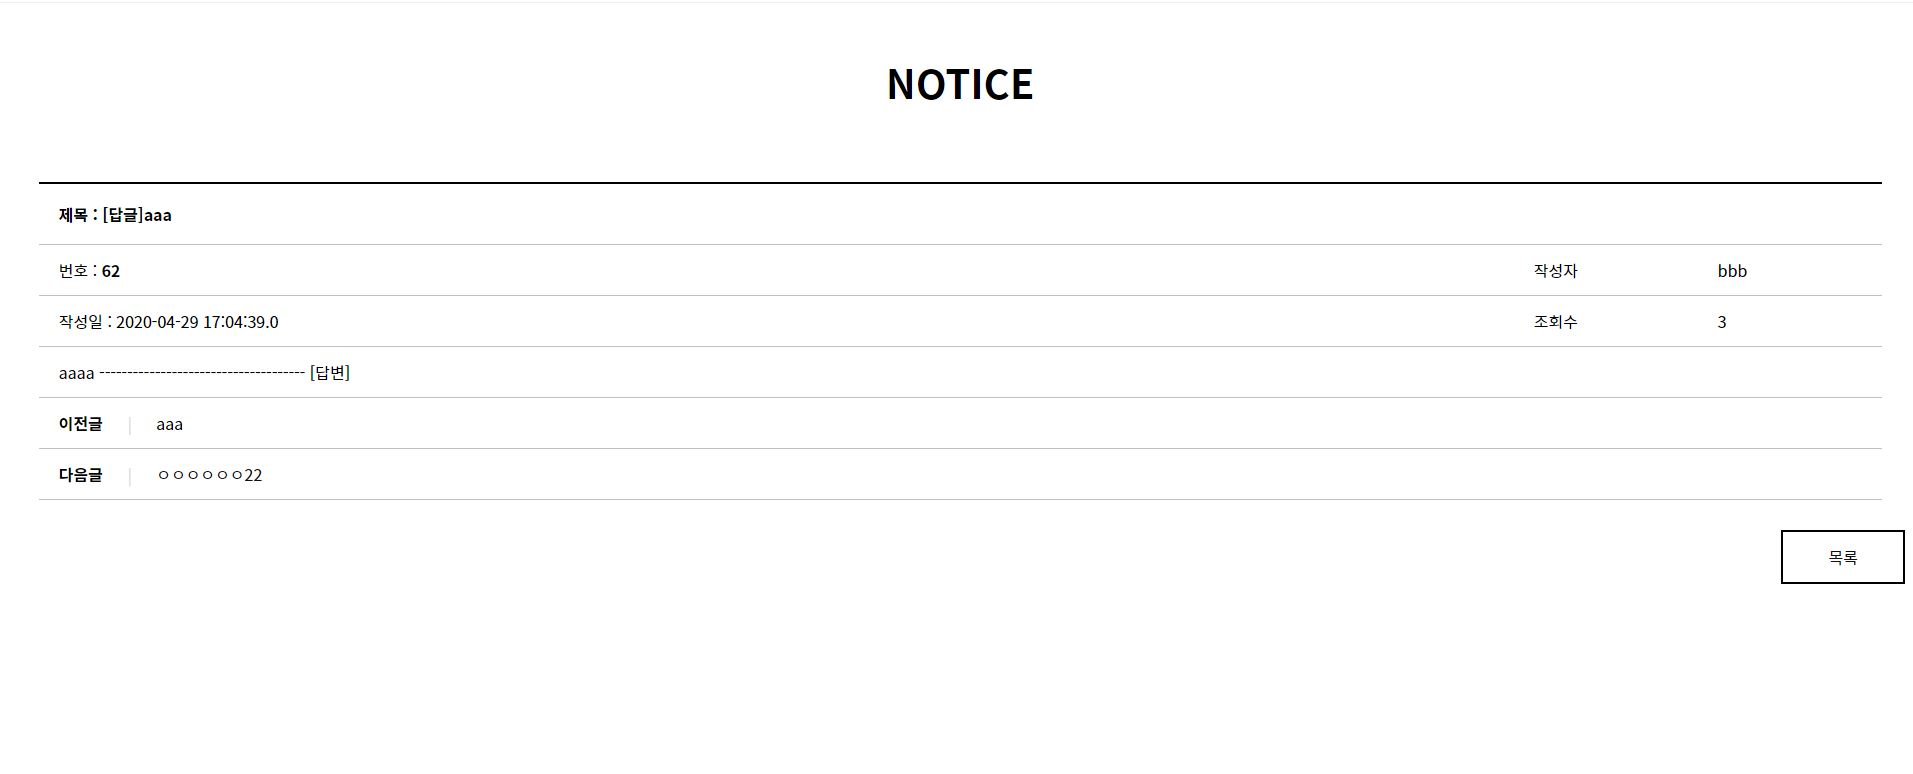 NOTICE
제목 : [답글]aaa
번호 : 62 작성자 bbb
작성일 : 2020-04-29 17:04:39.0 조회수 3
aaaa ------------------------------------- [답변]
이전글 | aaa
다음글 | ㅇㅇㅇㅇㅇㅇ22
목록